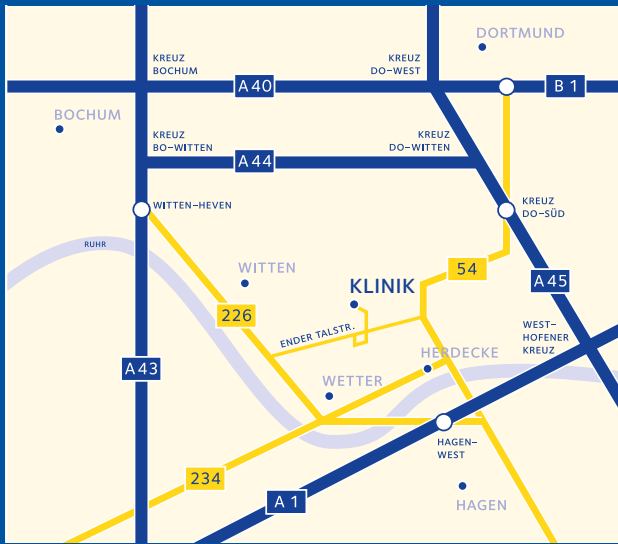 DORTMUND
KREUZ
BOCHUM
KREUZ
DO–WEST
A 40
B 1
BOCHUM
KREUZ
BO–WITTEN
KREUZ
DO–WITTEN
A 44
WITTEN–HEVEN
KREUZ
DO–SÜD
RUHR
WITTEN
54
KLINIK
A 45
226
ENDER TALSTR.
WEST–
HOFENER
KREUZ
HERDECKE
A 43
WETTER
HAGEN–
WEST
234
A 1
HAGEN